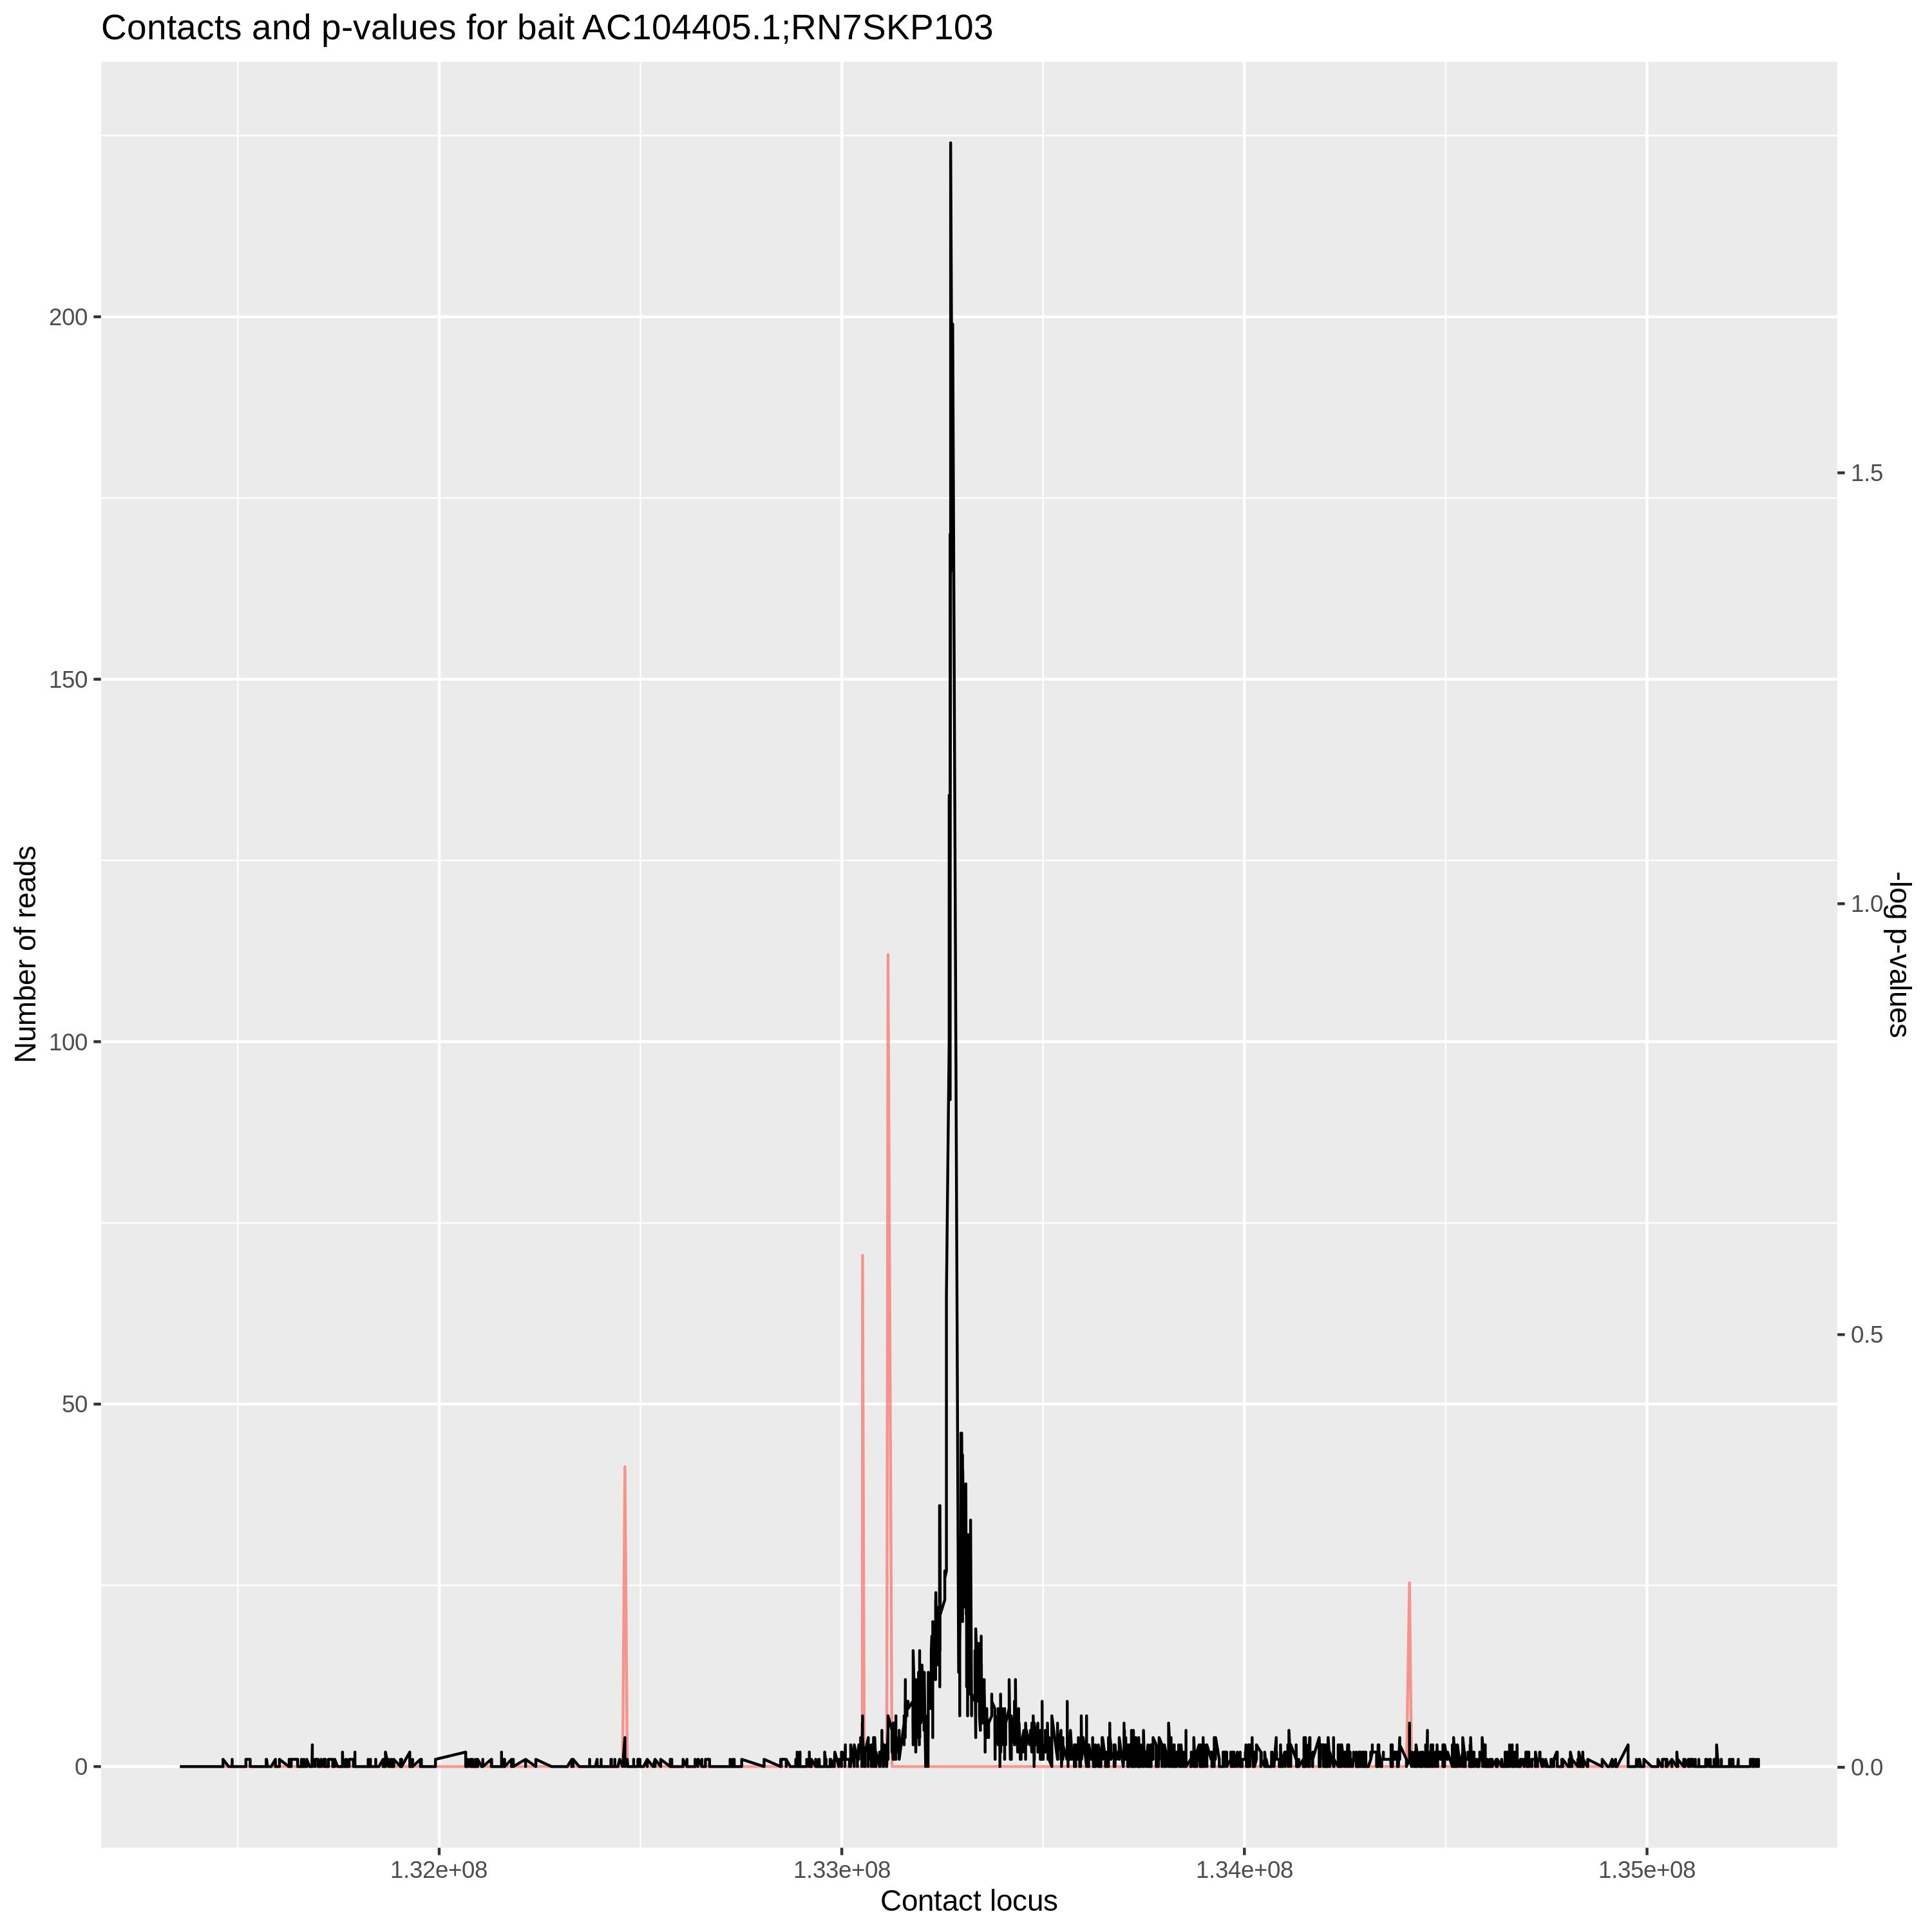 Contacts and p-values for bait AC104405.1;RN7SKP103
200
150
100
50
0
Number of reads
1.5
1.0
0.5
0.0
-log p-values
1.32e+08 1.33e+08 1.34e+08 1.35e+08
Contact locus